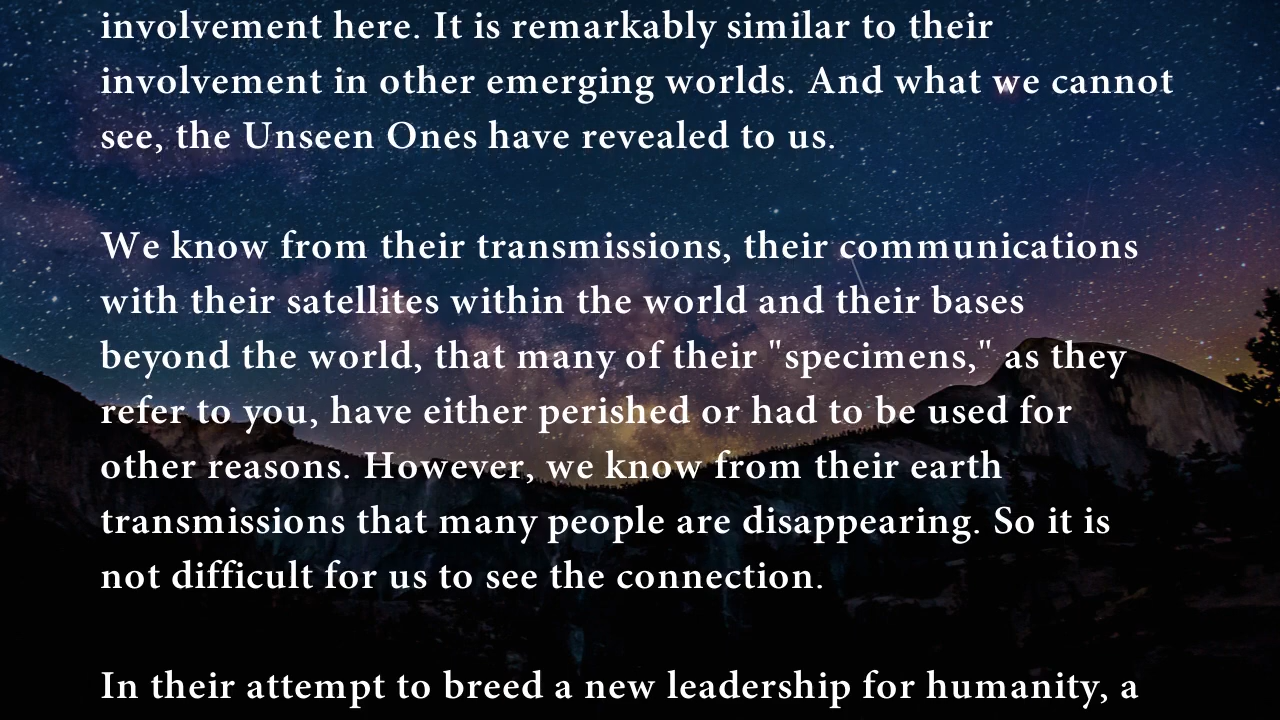 involvement here. It is remarkably similar to their
involvement in other emerging worlds. And what we cannot
see, the Unseen Ones have revealed to us.
We know from their transmissions, their communications
with their satellites within the world and their bases
beyond the world, that many of their "specimens," as they
refer to you, have either perished or had to be used for
other reasons. However, we know from their earth
transmissions that many people are disappearing. So it is
not difficult for us to see the connection.
In their attempt to breed a new leadership for humanity, a